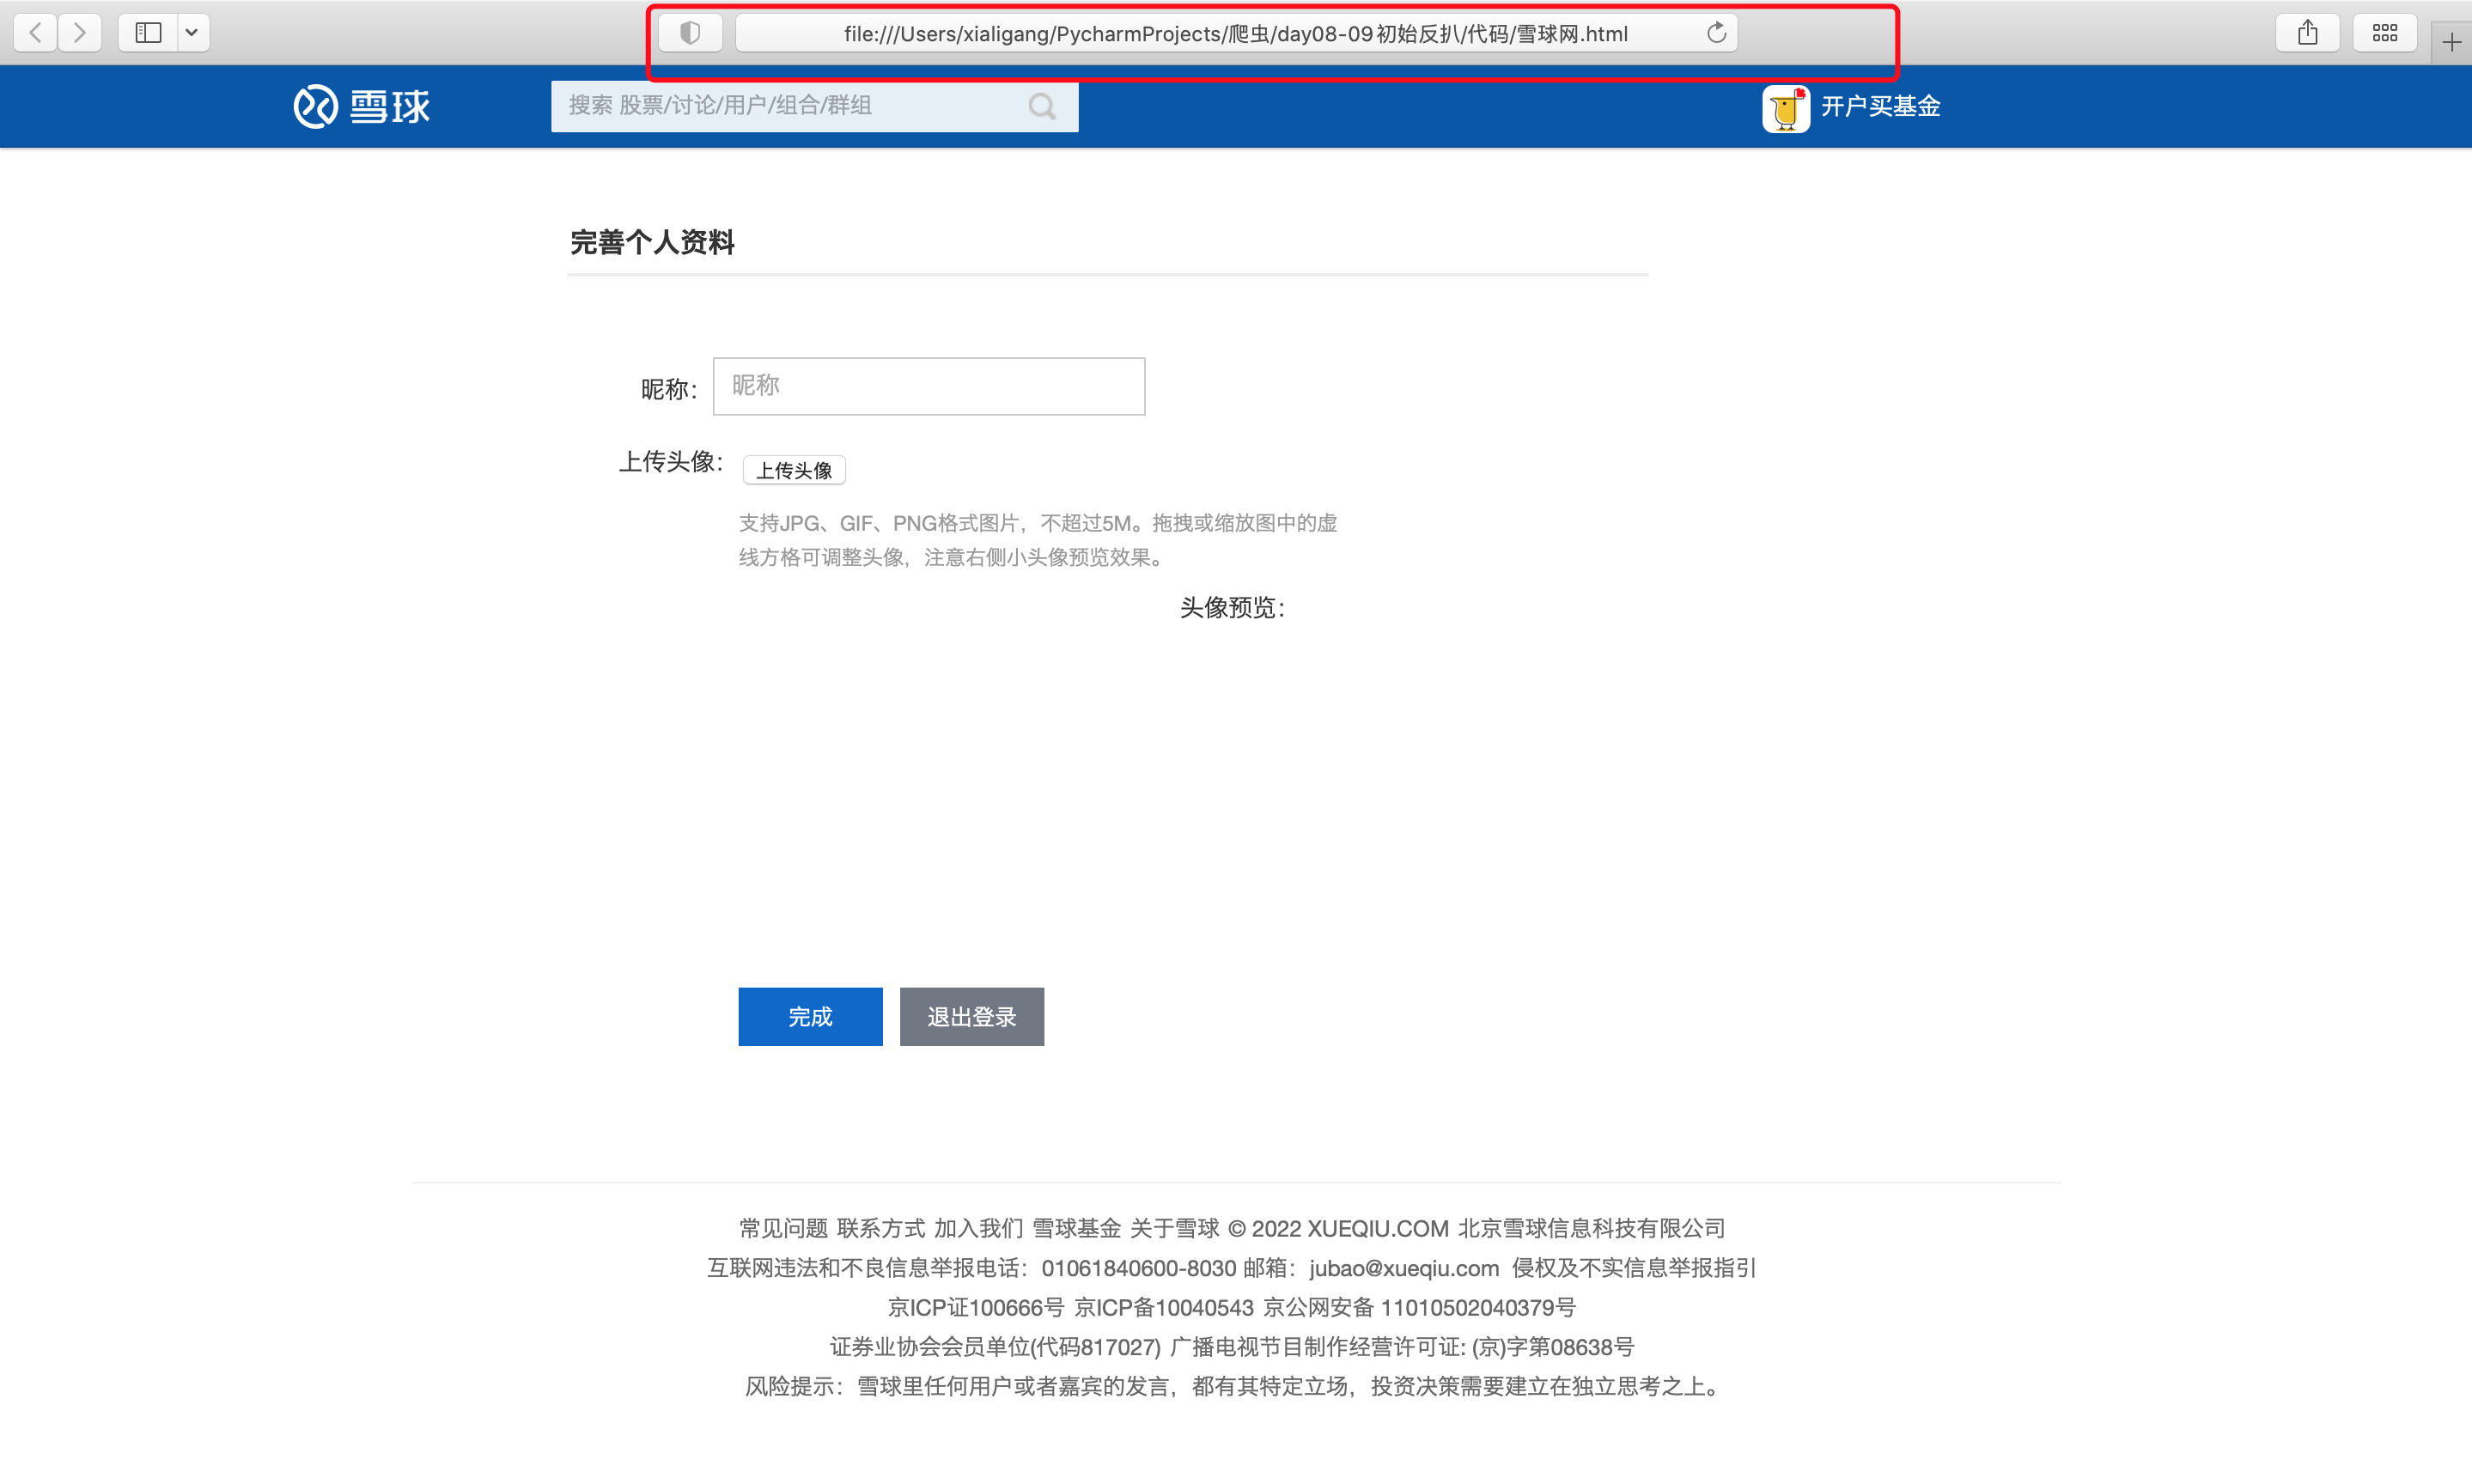 file:///Users/xialigang/PycharmProjects/爬虫/day08-09初始反扒/代码/雪球网.html
雪球
搜索 股票/讨论/用户/组合/群组
开户买基金
完善个人资料
昵称：
昵称
上传头像：
上传头像
支持JPG、GIF、PNG格式图片，不超过5M。拖拽或缩放图中的虚
线方格可调整头像，注意右侧小头像预览效果。
头像预览：
完成
退出登录
常见问题 联系方式 加入我们 雪球基金 关于雪球 © 2022 XUEQIU.COM 北京雪球信息科技有限公司
互联网违法和不良信息举报电话：01061840600-8030 邮箱：jubao@xueqiu.com 侵权及不实信息举报指引
京ICP证100666号 京ICP备10040543 京公网安备 11010502040379号
证券业协会会员单位(代码817027) 广播电视节目制作经营许可证: (京)字第08638号
风险提示：雪球里任何用户或者嘉宾的发言，都有其特定立场，投资决策需要建立在独立思考之上。